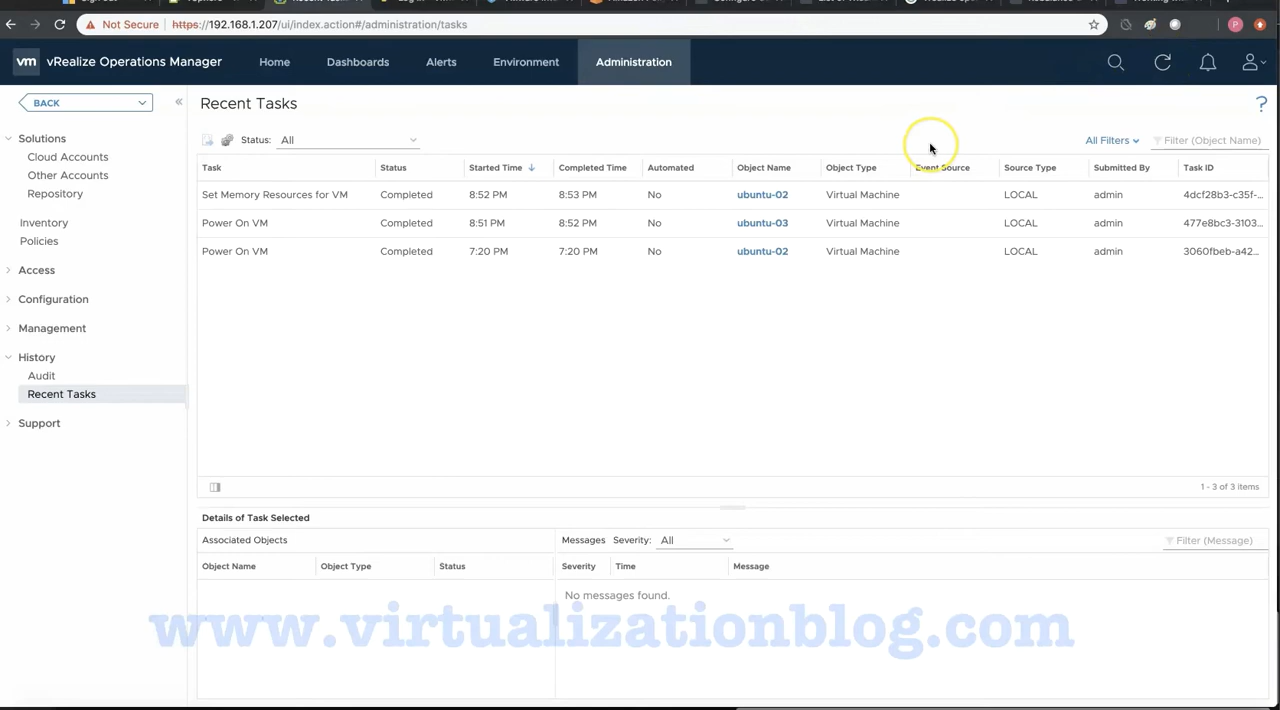 Not Secure https://192.168.1.207/ui/index.action#/administration/tasks
P
vm vRealize Operations Manager Home Dashboards Alerts Environment Administration
BACK
Recent Tasks
?
Solutions
Cloud Accounts
Other Accounts
Repository
Inventory
Policies
Access
Configuration
Management
History
Audit
Recent Tasks
Support
Status: All All Filters Filter (Object Name)
Task Status Started Time Completed Time Automated Object Name Object Type Event Source Source Type Submitted By Task ID
Set Memory Resources for VM Completed 8:52 PM 8:53 PM No ubuntu-02 Virtual Machine LOCAL admin 4dcf28b3-c35f-...
Power On VM Completed 8:51 PM 8:52 PM No ubuntu-03 Virtual Machine LOCAL admin 477e8bc3-3103...
Power On VM Completed 7:20 PM 7:20 PM No ubuntu-02 Virtual Machine LOCAL admin 3060fbeb-a42...
1 - 3 of 3 items
Details of Task Selected
Associated Objects
Object Name Object Type Status
Messages Severity: All Filter (Message)
Severity Time Message
No messages found.
www.virtualizationblog.com